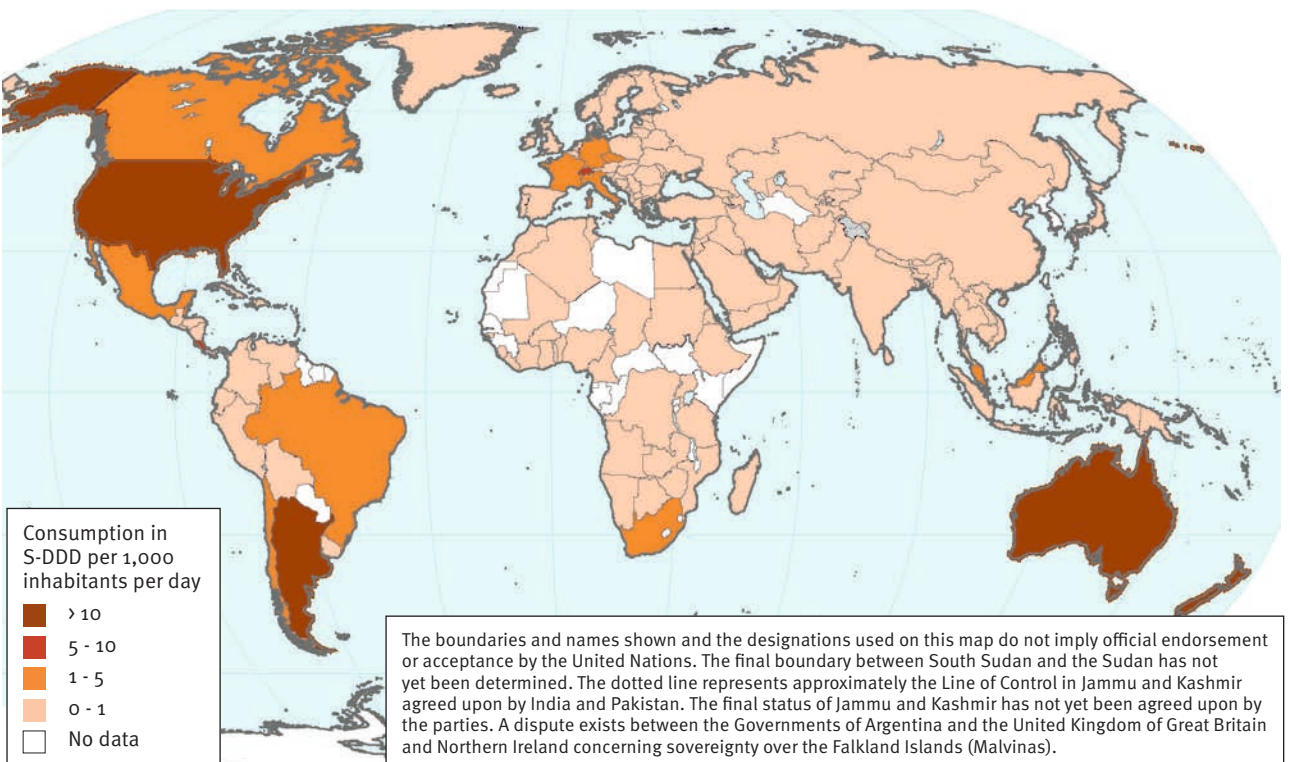 Consumption in
S-DDD per 1,000
inhabitants per day
> 10
5 - 10
1 - 5
0 - 1
No data
The boundaries and names shown and the designations used on this map do not imply official endorsement
or acceptance by the United Nations. The final boundary between South Sudan and the Sudan has not
yet been determined. The dotted line represents approximately the Line of Control in Jammu and Kashmir
agreed upon by India and Pakistan. The final status of Jammu and Kashmir has not yet been agreed upon by
the parties. A dispute exists between the Governments of Argentina and the United Kingdom of Great Britain
and Northern Ireland concerning sovereignty over the Falkland Islands (Malvinas).